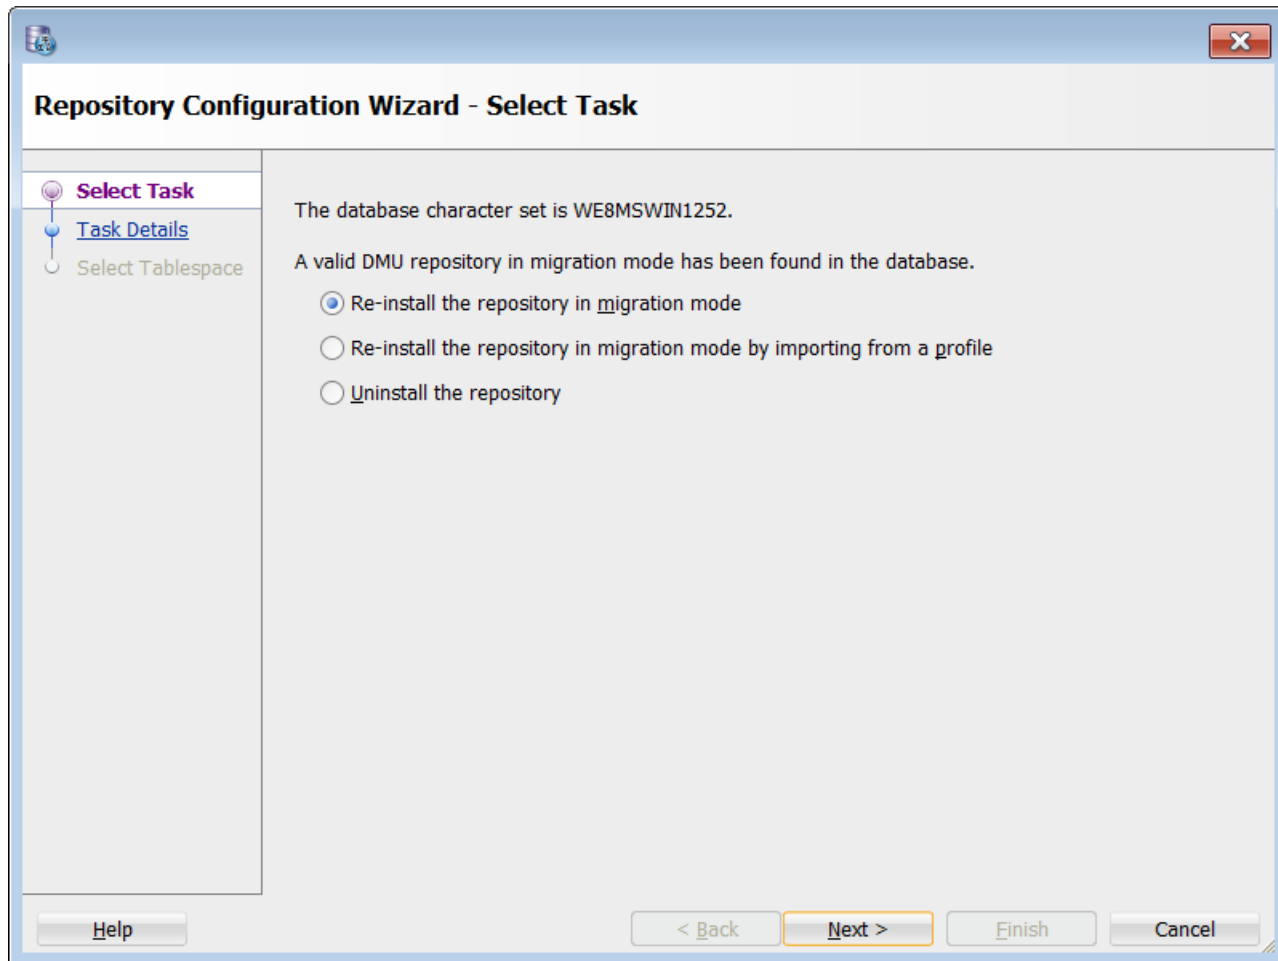 Repository Configuration Wizard - Select Task
Select Task
Task Details
Select Tablespace
The database character set is WE8MSWIN1252.
A valid DMU repository in migration mode has been found in the database.
Re-install the repository in migration mode
Re-install the repository in migration mode by importing from a profile
Uninstall the repository
Help
< Back
Next >
Finish
Cancel